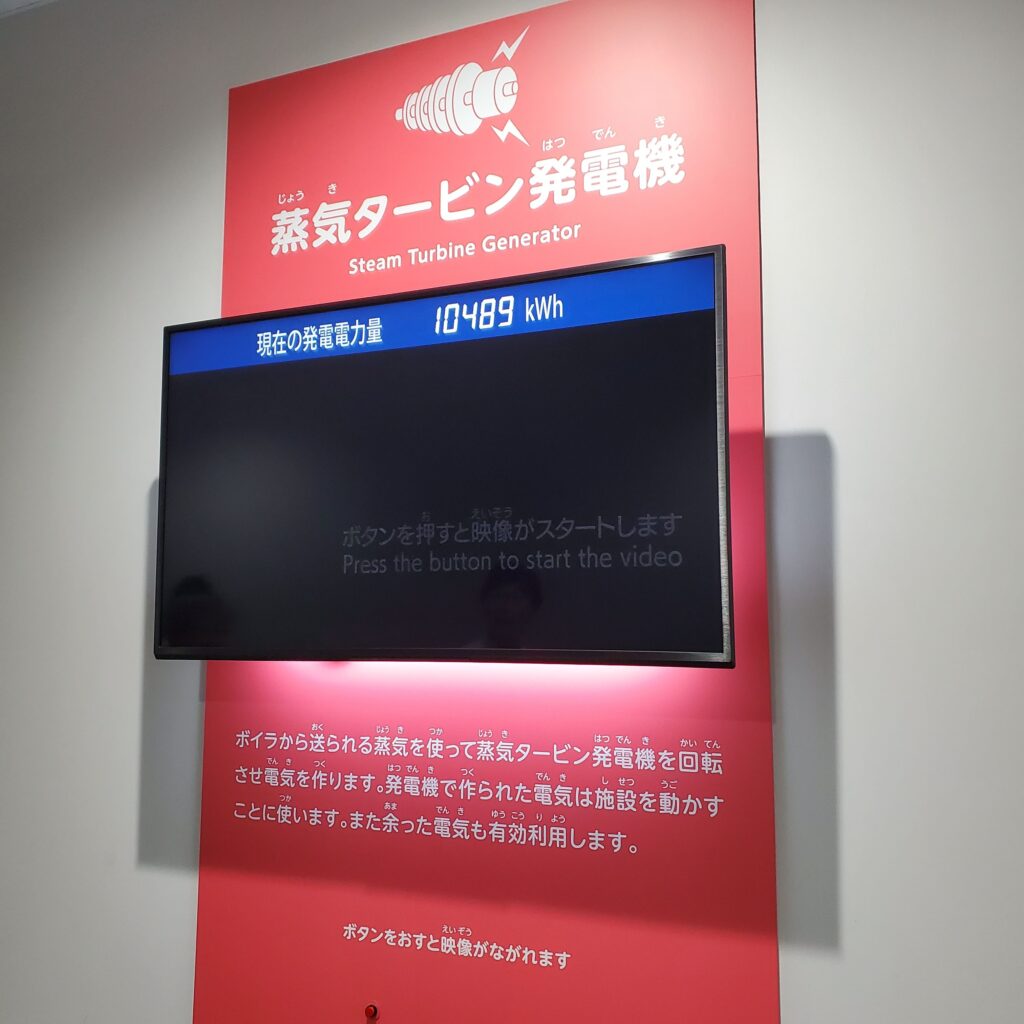 蒸気タービン発電機
Steam Turbine Generator
現在の発電電力量 10489 kWh
ボタンを押すと映像がスタートします
Press the button to start the video
ボイラから送られる蒸気を使って蒸気タービン発電機を回転
させ電気を作ります。発電機で作られた電気は施設を動かす
ことに使います。また余った電気も有効利用します。
ボタンをおすと映像がながれます